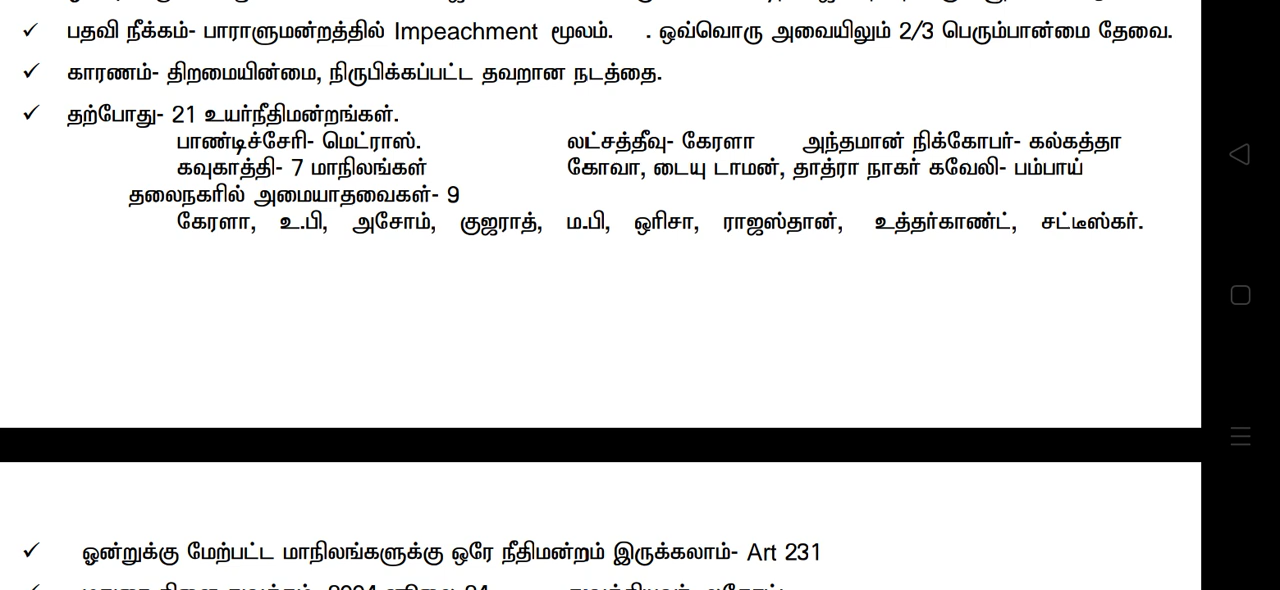 ✓ பதவி நீக்கம்- பாராளுமன்றத்தில் Impeachment மூலம். . ஒவ்வொரு அவையிலும் 2/3 பெரும்பான்மை தேவை.
✓ காரணம்- திறமையின்மை, நிருபிக்கப்பட்ட தவறான நடத்தை.
✓ தற்போது- 21 உயர்நீதிமன்றங்கள்.
பாண்டிச்சேரி- மெட்ராஸ். லட்சத்தீவு- கேரளா அந்தமான் நிக்கோபர்- கல்கத்தா
கவுகாத்தி- 7 மாநிலங்கள் கோவா, டையு டாமன், தாத்ரா நாகர் கவேலி- பம்பாய்
தலைநகரில் அமையாதவைகள்- 9
கேரளா, உ.பி, அசோம், குஜராத், ம.பி, ஒரிசா, ராஜஸ்தான், உத்தர்காண்ட், சட்டீஸ்கர்.
✓ ஓன்றுக்கு மேற்பட்ட மாநிலங்களுக்கு ஒரே நீதிமன்றம் இருக்கலாம்- Art 231